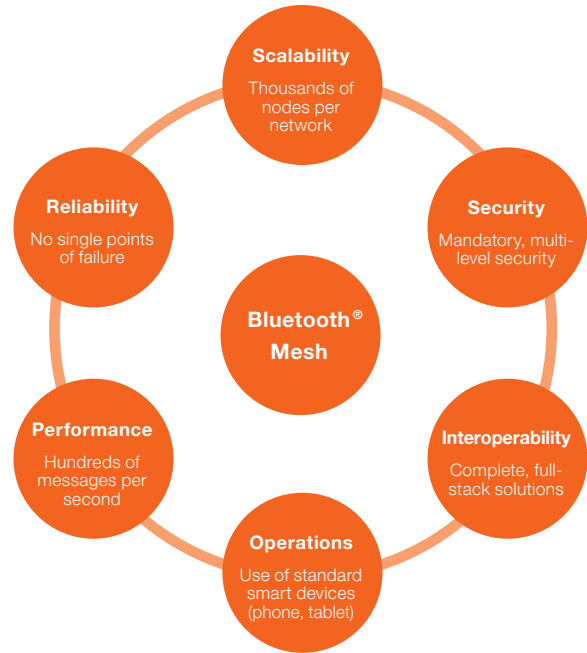 Scalability
Thousands of
nodes per
network
Reliability
No single points
of failure
Security
Mandatory, multi-
level security
Bluetooth®
Mesh
Performance
Hundreds of
messages per
second
Interoperability
Complete, full-
stack solutions
Operations
Use of standard
smart devices
(phone, tablet)